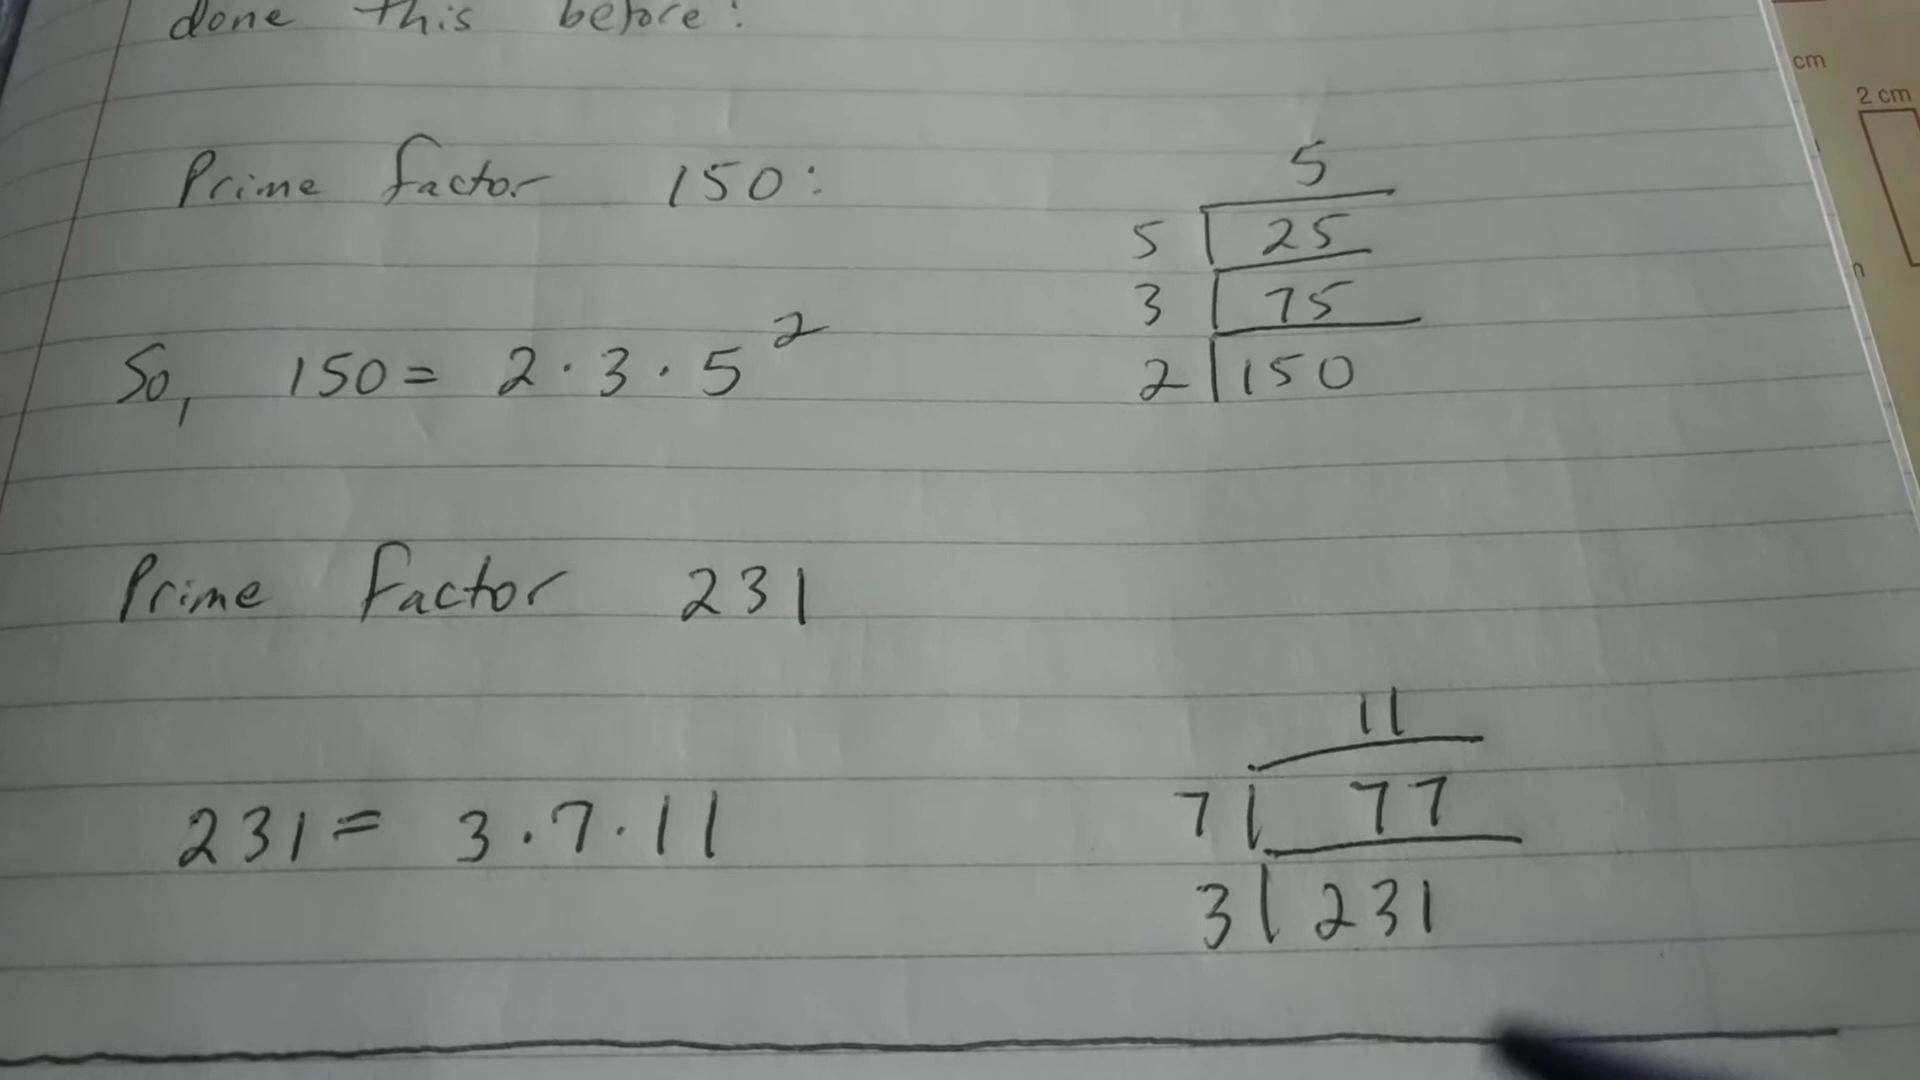 done this before:
Prime factor 150:
5
5 25
3 75
2 150
So, 150 = 2 · 3 · 5²
Prime Factor 231
11
7 77
3 231
231 = 3 · 7 · 11
cm
2 cm